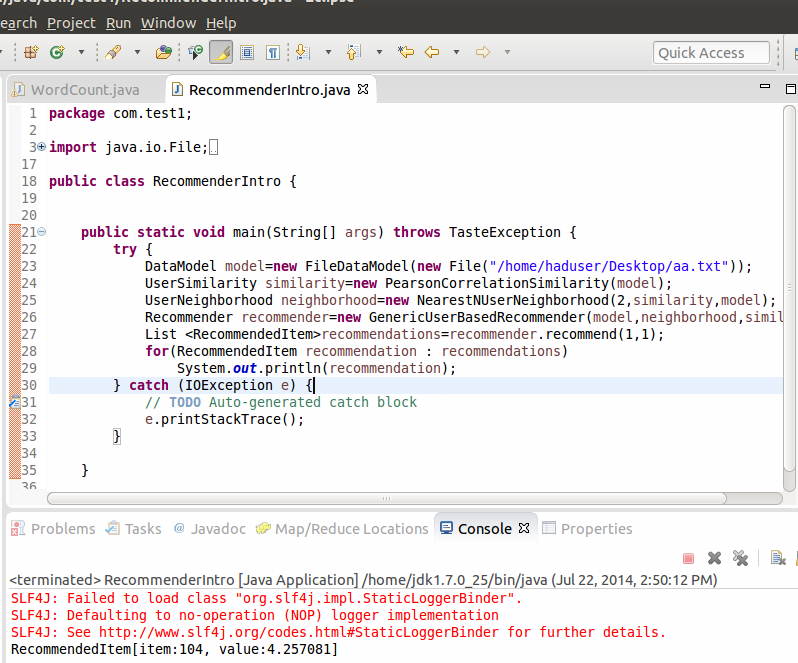 earch Project Run Window Help
Quick Access
WordCount.java RecommenderIntro.java
1 package com.test1;
2
3 import java.io.File;
17
18 public class RecommenderIntro {
19
20
21 public static void main(String[] args) throws TasteException {
22 try {
23 DataModel model=new FileDataModel(new File("/home/haduser/Desktop/aa.txt"));
24 UserSimilarity similarity=new PearsonCorrelationSimilarity(model);
25 UserNeighborhood neighborhood=new NearestNUserNeighborhood(2,similarity,model);
26 Recommender recommender=new GenericUserBasedRecommender(model,neighborhood,simil
27 List <RecommendedItem>recommendations=recommender.recommend(1,1);
28 for(RecommendedItem recommendation : recommendations)
29 System.out.println(recommendation);
30 } catch (IOException e) {
31 // TODO Auto-generated catch block
32 e.printStackTrace();
33 }
34
35 }
36
Problems Tasks @ Javadoc Map/Reduce Locations Console Properties
<terminated> RecommenderIntro [Java Application] /home/jdk1.7.0_25/bin/java (Jul 22, 2014, 2:50:12 PM)
SLF4J: Failed to load class "org.slf4j.impl.StaticLoggerBinder".
SLF4J: Defaulting to no-operation (NOP) logger implementation
SLF4J: See http://www.slf4j.org/codes.html#StaticLoggerBinder for further details.
RecommendedItem[item:104, value:4.257081]